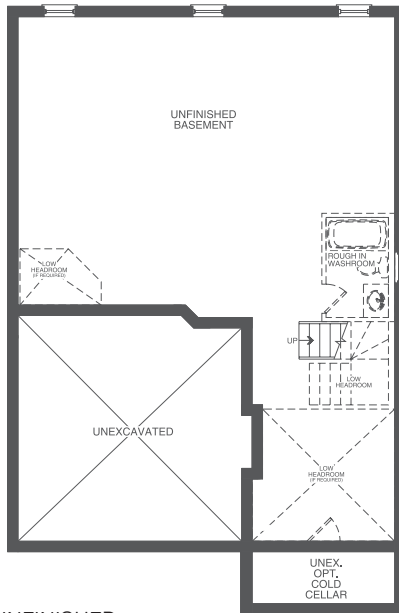 UNFINISHED
BASEMENT
LOW
HEADROOM
(IF REQUIRED)
ROUGH IN
WASHROOM
UP
LOW
HEADROOM
UNEXCAVATED
LOW
HEADROOM
(IF REQUIRED)
UNEX.
OPT.
COLD
CELLAR